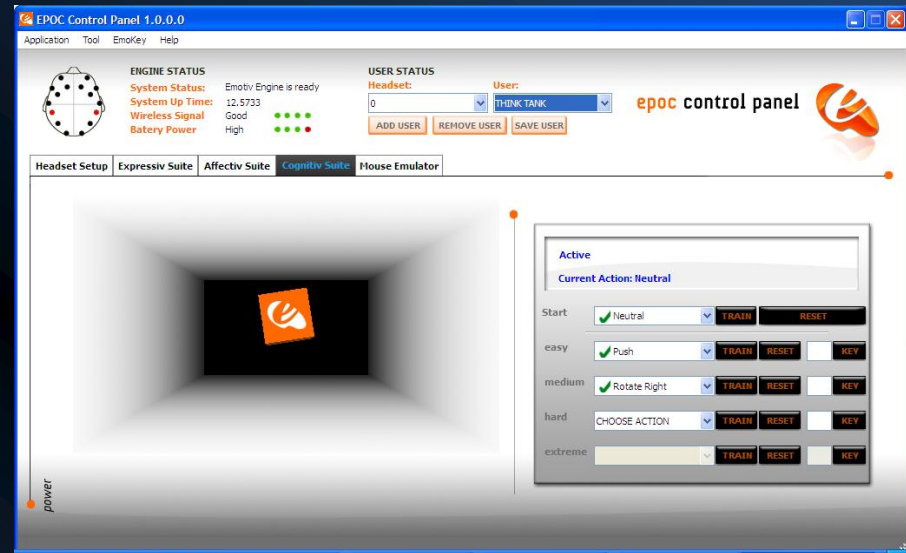 EPOC Control Panel 1.0.0.0
Application Tool EmoKey Help
ENGINE STATUS
System Status: Emotiv Engine is ready
System Up Time: 12.5733
Wireless Signal Good
Batery Power High
USER STATUS
Headset: User:
0 THINK TANK
ADD USER REMOVE USER SAVE USER
epoc control panel
Headset Setup Expressiv Suite Affectiv Suite Cognitiv Suite Mouse Emulator
power
Active
Current Action: Neutral
Start Neutral TRAIN RESET
easy Push TRAIN RESET KEY
medium Rotate Right TRAIN RESET KEY
hard CHOOSE ACTION TRAIN RESET KEY
extreme TRAIN RESET KEY